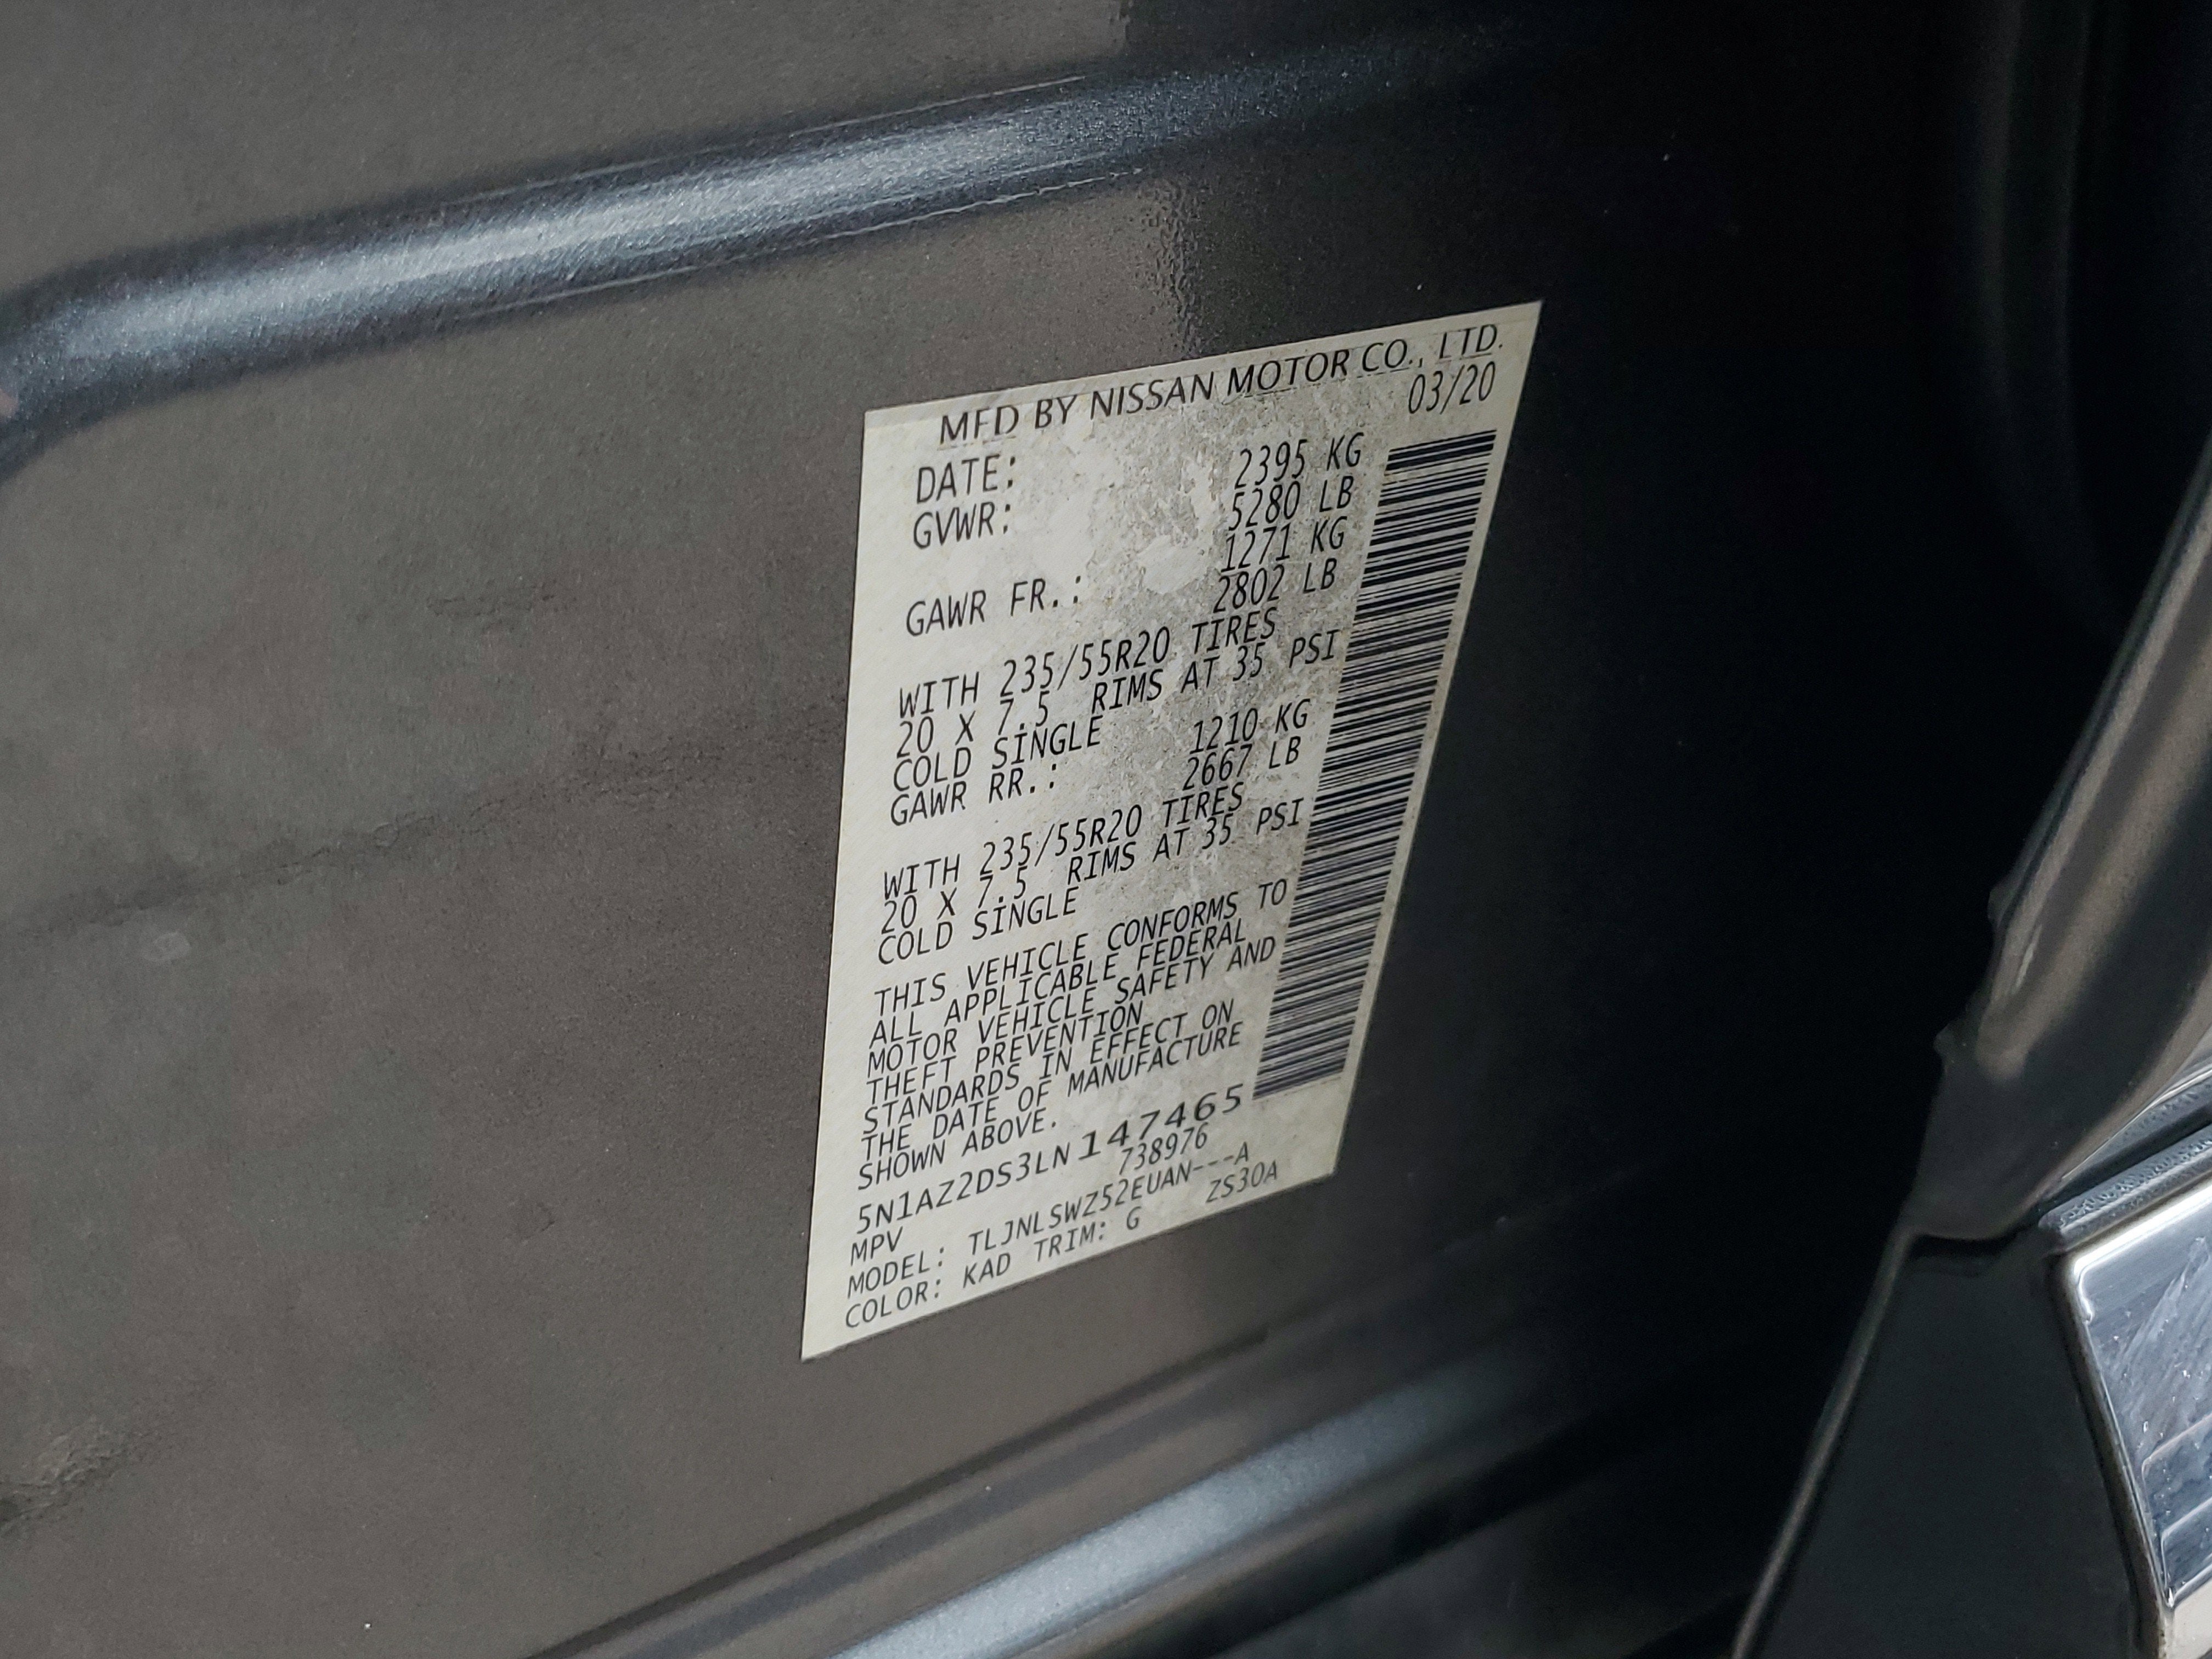 MFD BY NISSAN MOTOR CO., LTD.
DATE: 03/20
GVWR: 2395 KG
5280 LB
GAWR FR.: 1271 KG
2802 LB
WITH 235/55R20 TIRES
20 X 7.5 RIMS AT 35 PSI
COLD SINGLE
GAWR RR.: 1210 KG
2667 LB
WITH 235/55R20 TIRES
20 X 7.5 RIMS AT 35 PSI
COLD SINGLE
THIS VEHICLE CONFORMS TO
ALL APPLICABLE FEDERAL
MOTOR VEHICLE SAFETY AND
THEFT PREVENTION
STANDARDS IN EFFECT ON
THE DATE OF MANUFACTURE
SHOWN ABOVE.
5N1AZ2DS3LN147465
MPV 738976
MODEL: TLJNLSWZ52EUAN---A
COLOR: KAD TRIM: G ZS30A